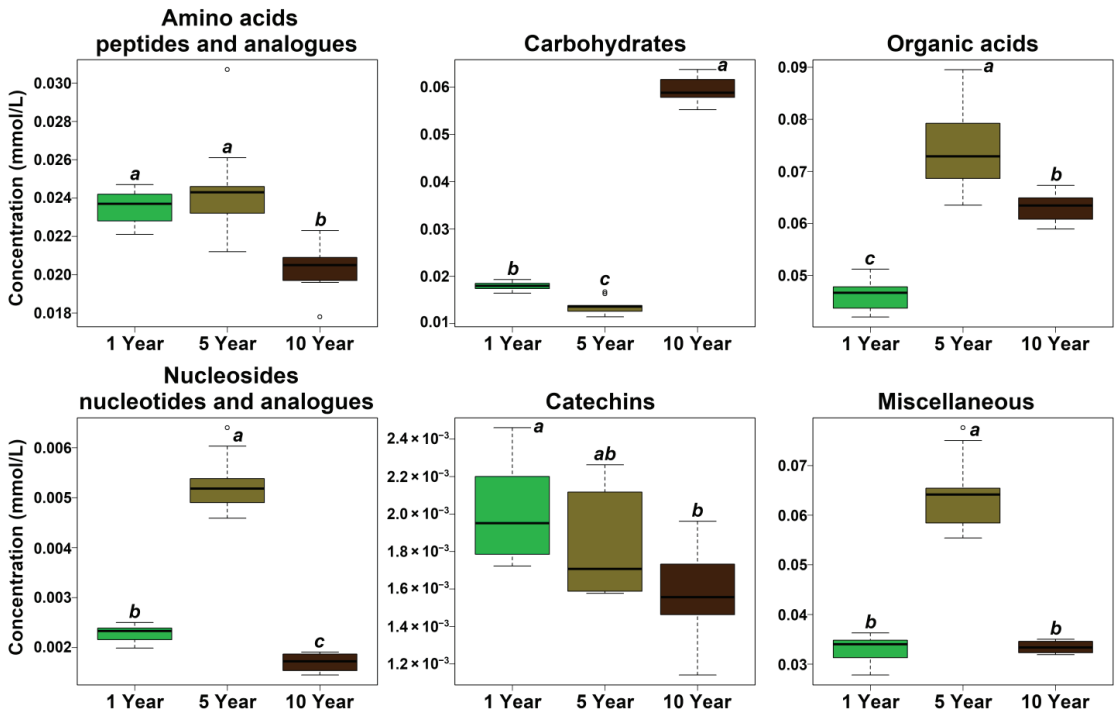 Amino acids
peptides and analogues
Concentration (mmol/L)
0.030
0.028
0.026
0.024
0.022
0.020
0.018
a
a
b
1 Year
5 Year
10 Year
Carbohydrates
0.06
0.05
0.04
0.03
0.02
0.01
b
c
a
1 Year
5 Year
10 Year
Organic acids
0.09
0.08
0.07
0.06
0.05
c
a
b
1 Year
5 Year
10 Year
Nucleosides
nucleotides and analogues
Concentration (mmol/L)
0.006
0.005
0.004
0.003
0.002
b
a
c
1 Year
5 Year
10 Year
Catechins
2.4 × 10⁻³
2.2 × 10⁻³
2.0 × 10⁻³
1.8 × 10⁻³
1.6 × 10⁻³
1.4 × 10⁻³
1.2 × 10⁻³
a
ab
b
1 Year
5 Year
10 Year
Miscellaneous
0.07
0.06
0.05
0.04
0.03
b
a
b
1 Year
5 Year
10 Year